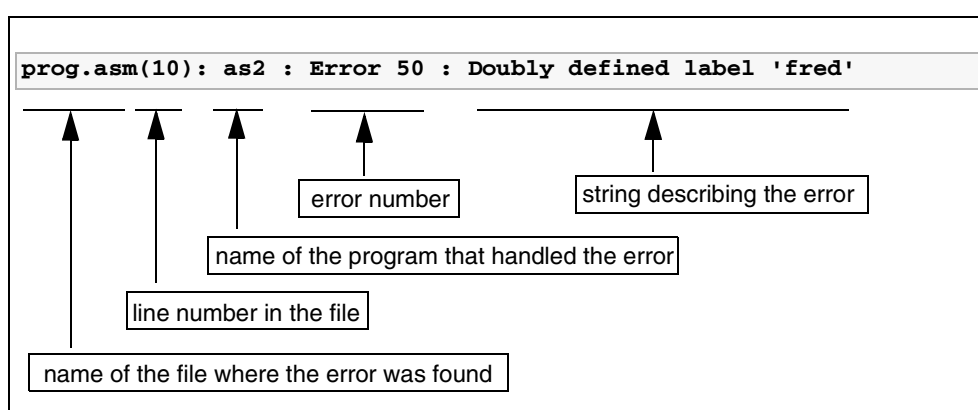 prog.asm(10): as2 : Error 50 : Doubly defined label 'fred'
error number
string describing the error
name of the program that handled the error
line number in the file
name of the file where the error was found